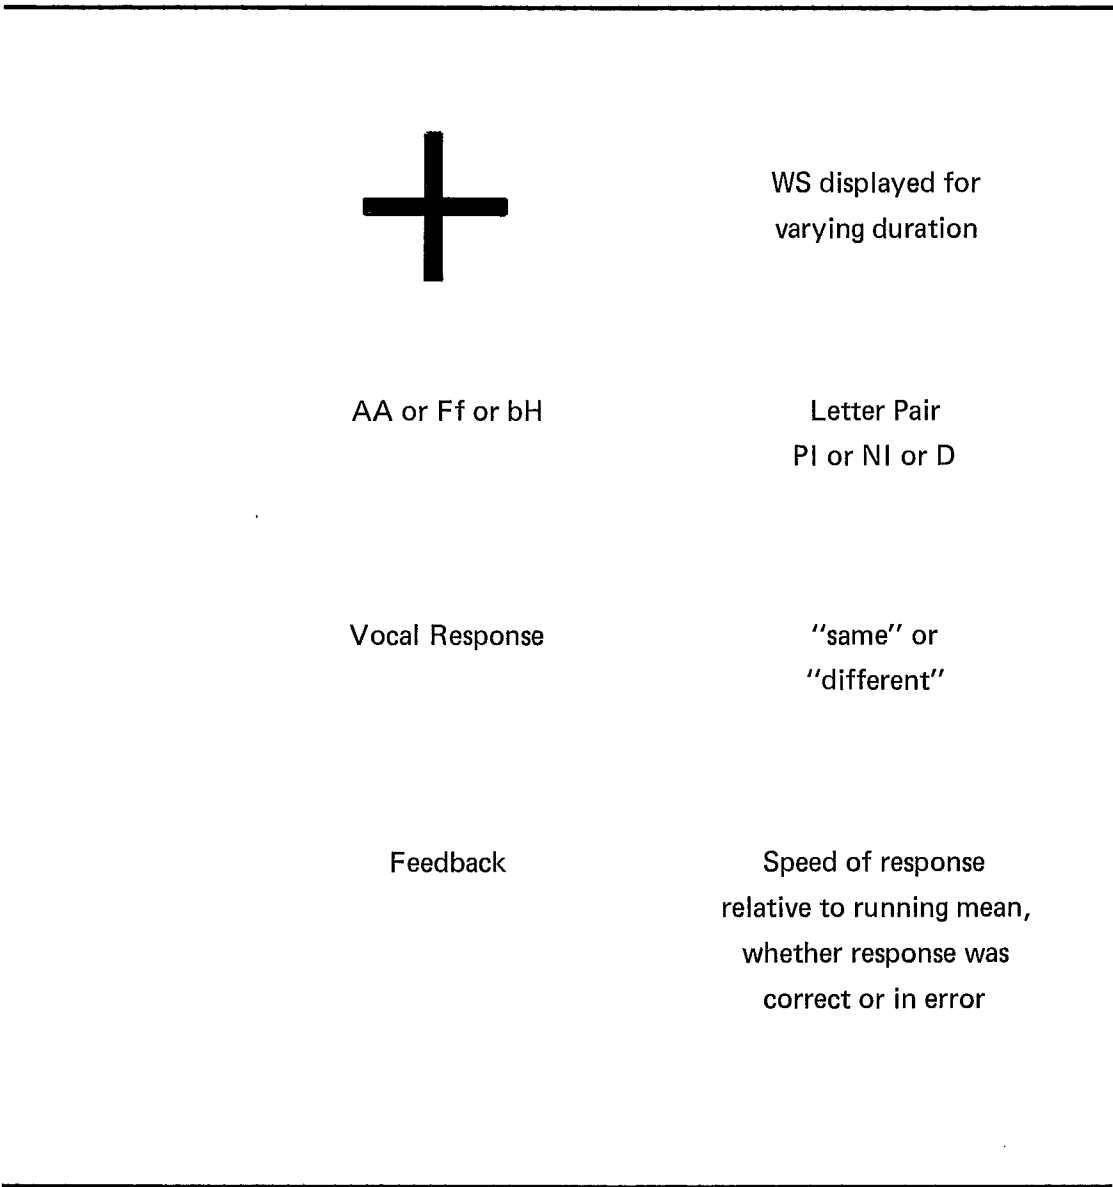 WS displayed for
varying duration
AA or Ff or bH
Letter Pair
PI or NI or D
Vocal Response
"same" or
"different"
Feedback
Speed of response
relative to running mean,
whether response was
correct or in error